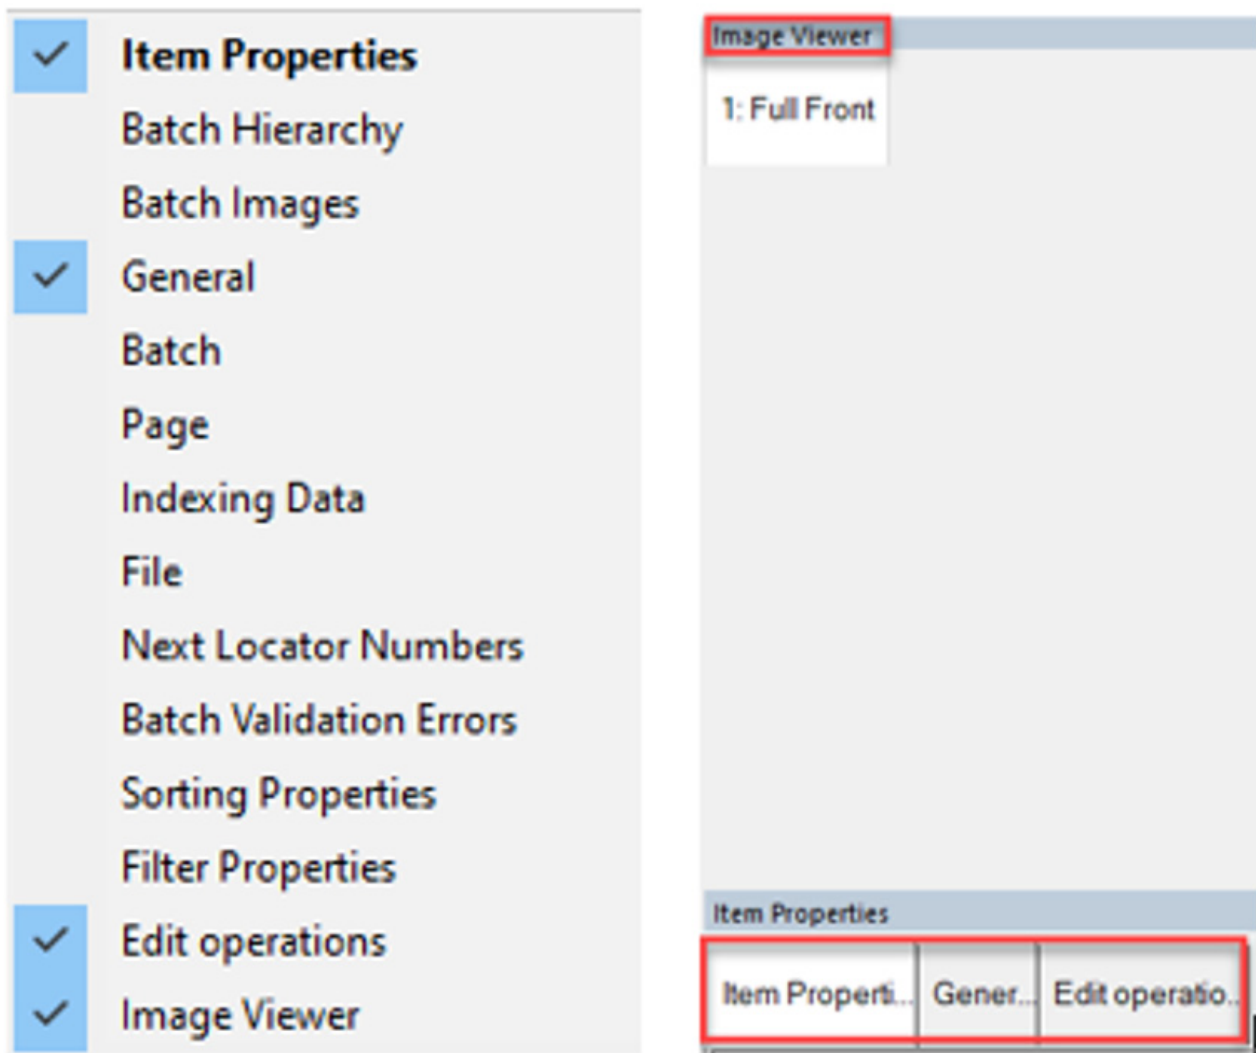 Item Properties
Batch Hierarchy
Batch Images
General
Batch
Page
Indexing Data
File
Next Locator Numbers
Batch Validation Errors
Sorting Properties
Filter Properties
Edit operations
Image Viewer
Image Viewer
1: Full Front
Item Properties
Item Properti... Gener... Edit operatio...